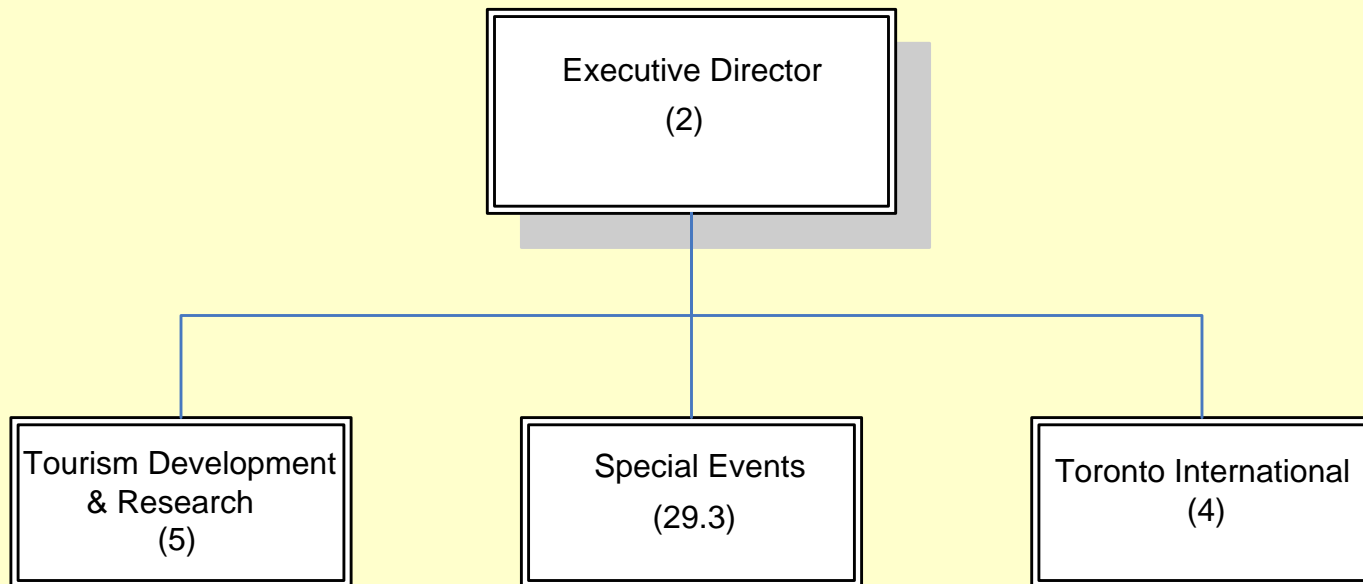 Executive Director
(2)
Tourism Development
& Research
(5)
Special Events
(29.3)
Toronto International
(4)